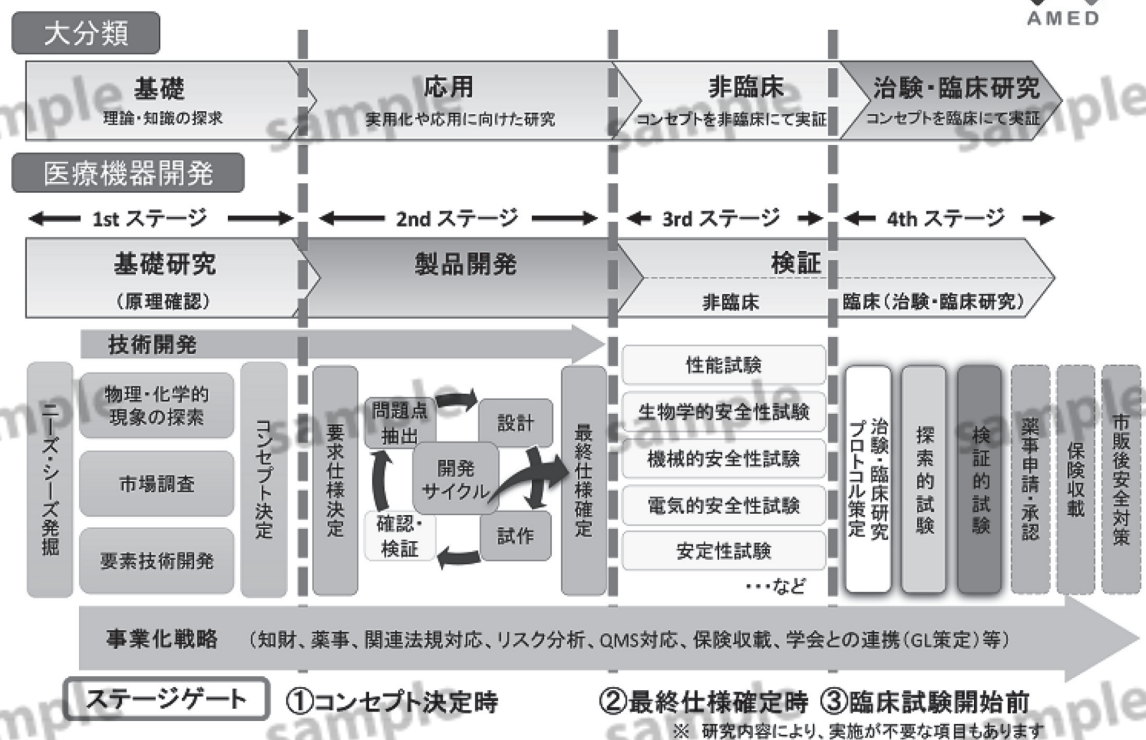 AMED
大分類
基礎
理論・知識の探求
応用
実用化や応用に向けた研究
非臨床
コンセプトを非臨床にて実証
治験・臨床研究
コンセプトを臨床にて実証
医療機器開発
1st ステージ
2nd ステージ
3rd ステージ
4th ステージ
基礎研究
(原理確認)
製品開発
検証
非臨床
臨床(治験・臨床研究)
技術開発
ニーズ・シーズ発掘
物理・化学的
現象の探索
市場調査
要素技術開発
コンセプト決定
要求仕様決定
問題点
抽出
設計
開発
サイクル
確認・
検証
試作
最終仕様確定
性能試験
生物学的安全性試験
機械的安全性試験
電気的安全性試験
安定性試験
・・・など
治験・臨床研究
プロトコル策定
探索的試験
検証的試験
薬事申請・承認
保険収載
市販後安全対策
事業化戦略 (知財、薬事、関連法規対応、リスク分析、QMS対応、保険収載、学会との連携(GL策定)等)
ステージゲート ①コンセプト決定時 ②最終仕様確定時 ③臨床試験開始前
※ 研究内容により、実施が不要な項目もあります
sample
sample
sample
sample
sample
sample
sample
sample
sample
sample
sample
sample